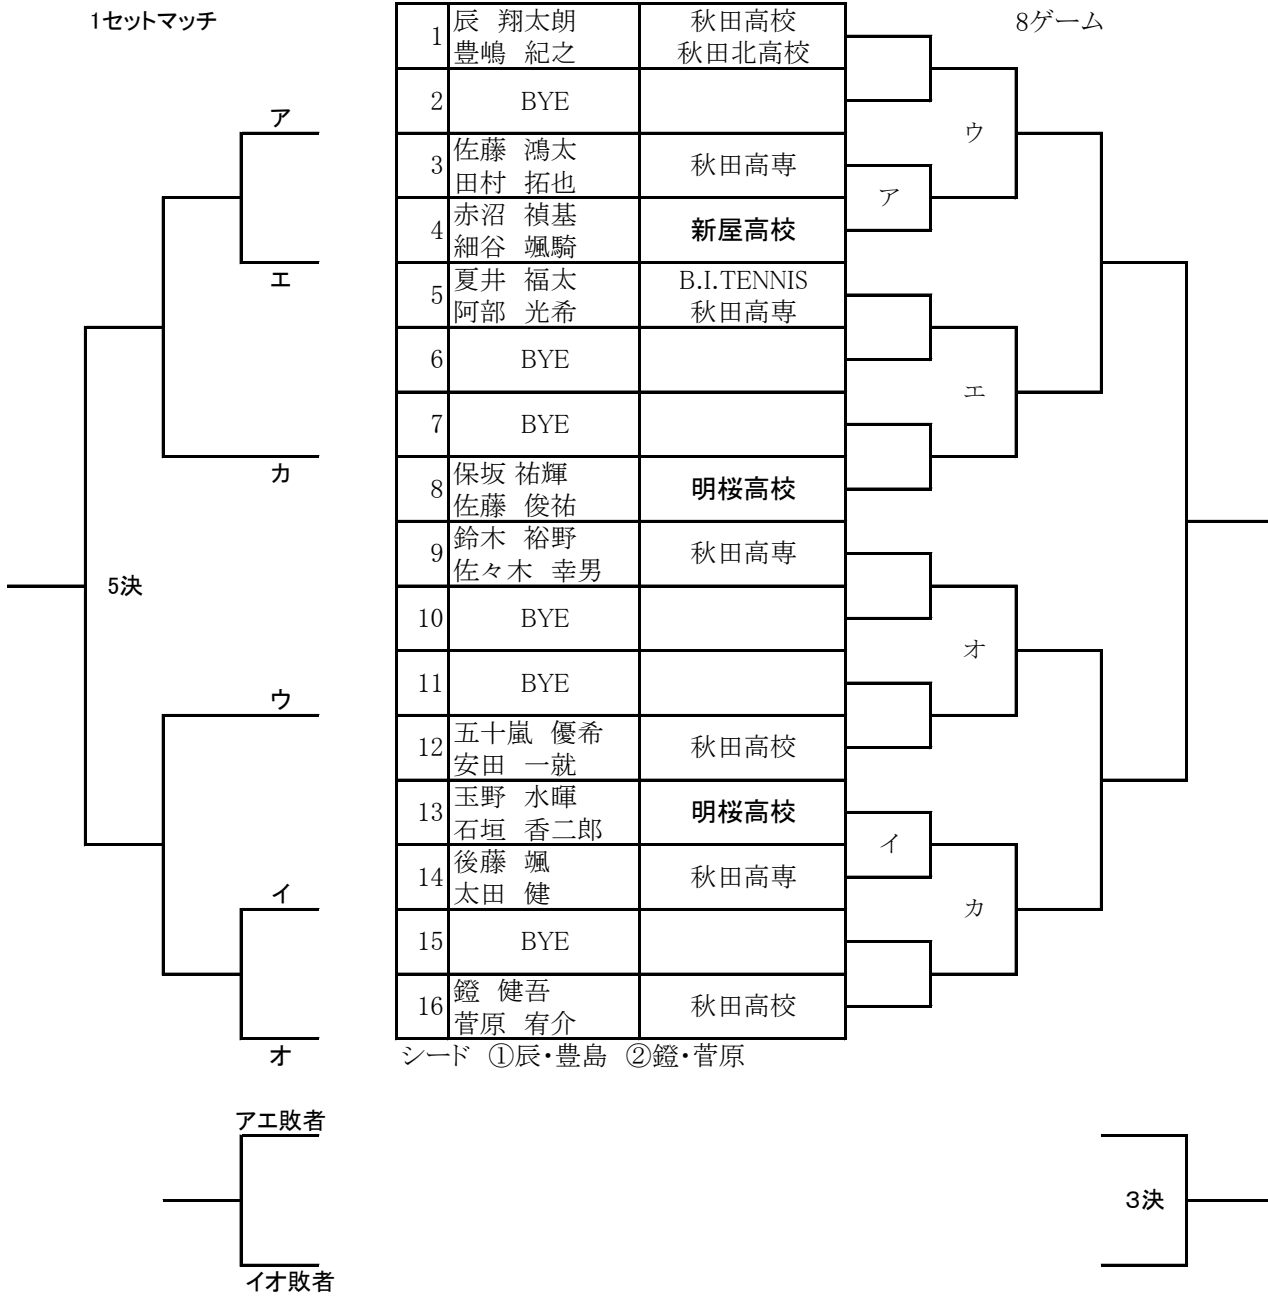 1セットマッチ
8ゲーム
1 辰 翔太朗 秋田高校
豊嶋 紀之 秋田北高校
2 BYE
3 佐藤 鴻太 秋田高専
田村 拓也
4 赤沼 禎基 新屋高校
細谷 颯騎
5 夏井 福太 B.I.TENNIS
阿部 光希 秋田高専
6 BYE
7 BYE
8 保坂 祐輝 明桜高校
佐藤 俊祐
9 鈴木 裕野 秋田高専
佐々木 幸男
10 BYE
11 BYE
12 五十嵐 優希 秋田高校
安田 一就
13 玉野 水暉 明桜高校
石垣 香二郎
14 後藤 颯 秋田高専
太田 健
15 BYE
16 鐙 健吾 秋田高校
菅原 宥介
シード ①辰・豊島 ②鐙・菅原
ア
エ
カ
5決
ウ
イ
オ
ウ
ア
エ
オ
イ
カ
アエ敗者
イオ敗者
3決